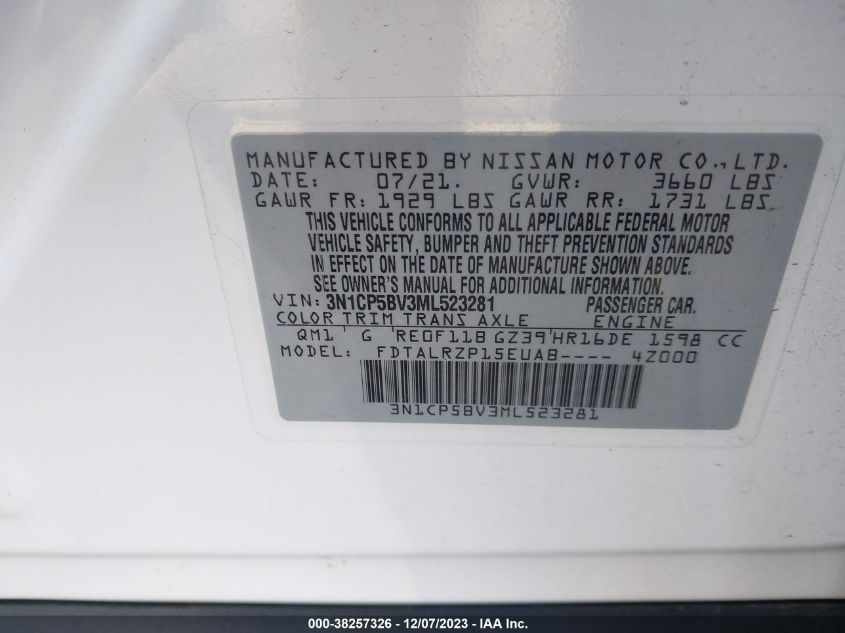 MANUFACTURED BY NISSAN MOTOR CO., LTD.
DATE: 07/21. GVWR: 3660 LBS
GAWR FR: 1929 LBS GAWR RR: 1731 LBS
THIS VEHICLE CONFORMS TO ALL APPLICABLE FEDERAL MOTOR
VEHICLE SAFETY, BUMPER AND THEFT PREVENTION STANDARDS
IN EFFECT ON THE DATE OF MANUFACTURE SHOWN ABOVE.
SEE OWNER'S MANUAL FOR ADDITIONAL INFORMATION.
VIN: 3N1CP5BV3ML523281 PASSENGER CAR.
COLOR TRIM TRANS AXLE ENGINE
QM1 G RE0F11B GZ39 HR16DE 1598 CC
MODEL: FDTALRZP15EUAB---- 4Z000
3N1CP5BV3ML523281
000-38257326 - 12/07/2023 - IAA Inc.